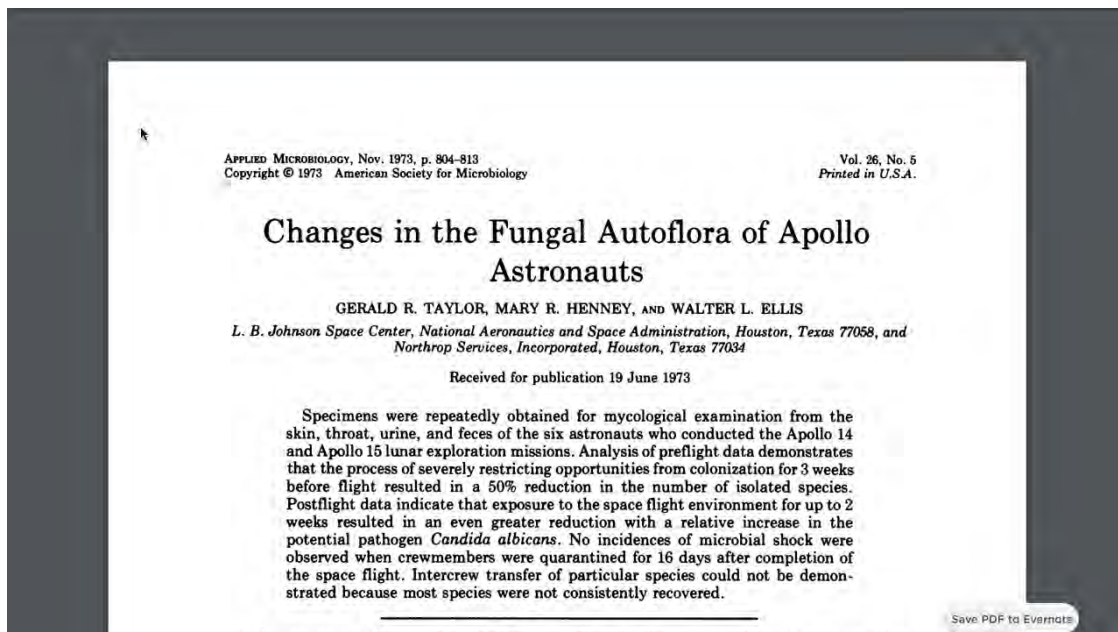 APPLIED MICROBIOLOGY, Nov. 1973, p. 804-813
Copyright © 1973 American Society for Microbiology
Vol. 26, No. 5
Printed in U.S.A.
Changes in the Fungal Autoflora of Apollo
Astronauts
GERALD R. TAYLOR, MARY R. HENNEY, AND WALTER L. ELLIS
L. B. Johnson Space Center, National Aeronautics and Space Administration, Houston, Texas 77058, and
Northrop Services, Incorporated, Houston, Texas 77034
Received for publication 19 June 1973
Specimens were repeatedly obtained for mycological examination from the
skin, throat, urine, and feces of the six astronauts who conducted the Apollo 14
and Apollo 15 lunar exploration missions. Analysis of preflight data demonstrates
that the process of severely restricting opportunities from colonization for 3 weeks
before flight resulted in a 50% reduction in the number of isolated species.
Postflight data indicate that exposure to the space flight environment for up to 2
weeks resulted in an even greater reduction with a relative increase in the
potential pathogen Candida albicans. No incidences of microbial shock were
observed when crewmembers were quarantined for 16 days after completion of
the space flight. Intercrew transfer of particular species could not be demon-
strated because most species were not consistently recovered.
Save PDF to Evernote